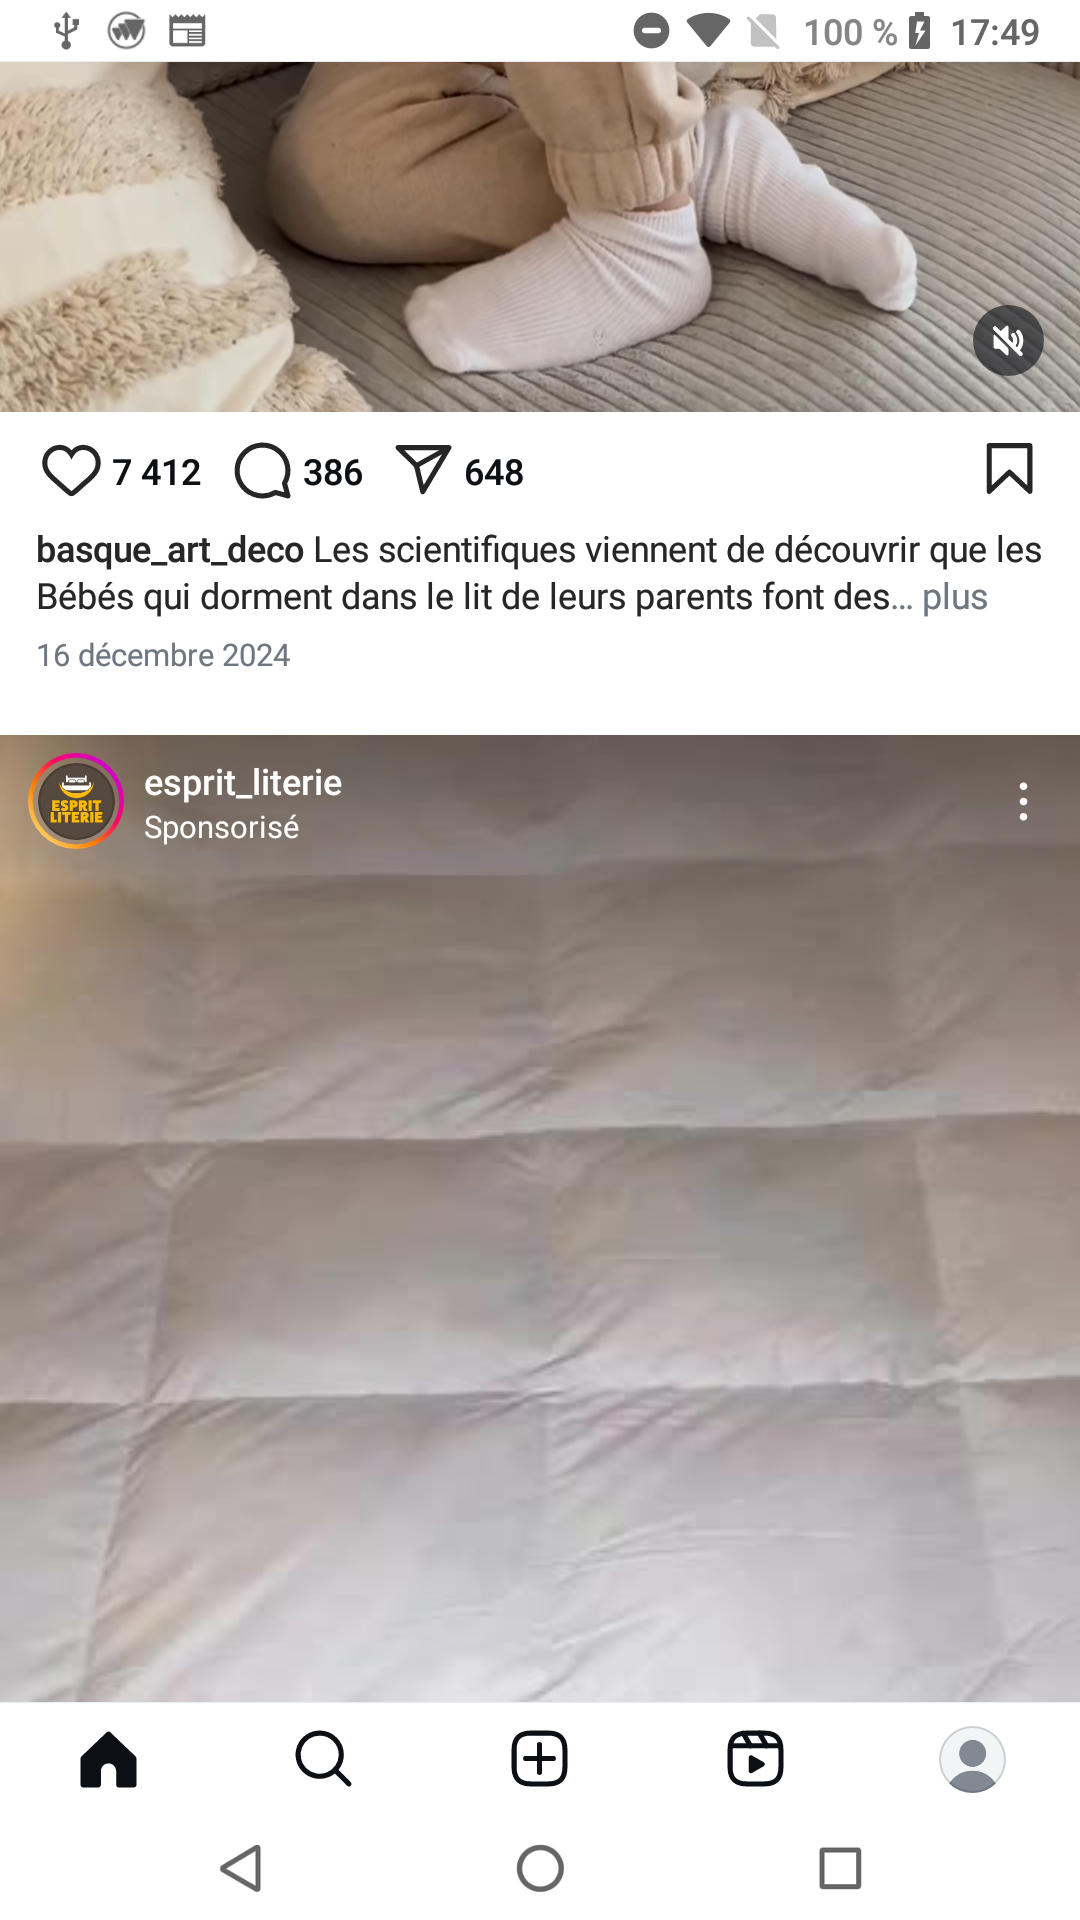 100 % 17:49
7 412 386 648
basque_art_deco Les scientifiques viennent de découvrir que les
Bébés qui dorment dans le lit de leurs parents font des... plus
16 décembre 2024
ESPRIT
LITERIE
esprit_literie
Sponsorisé